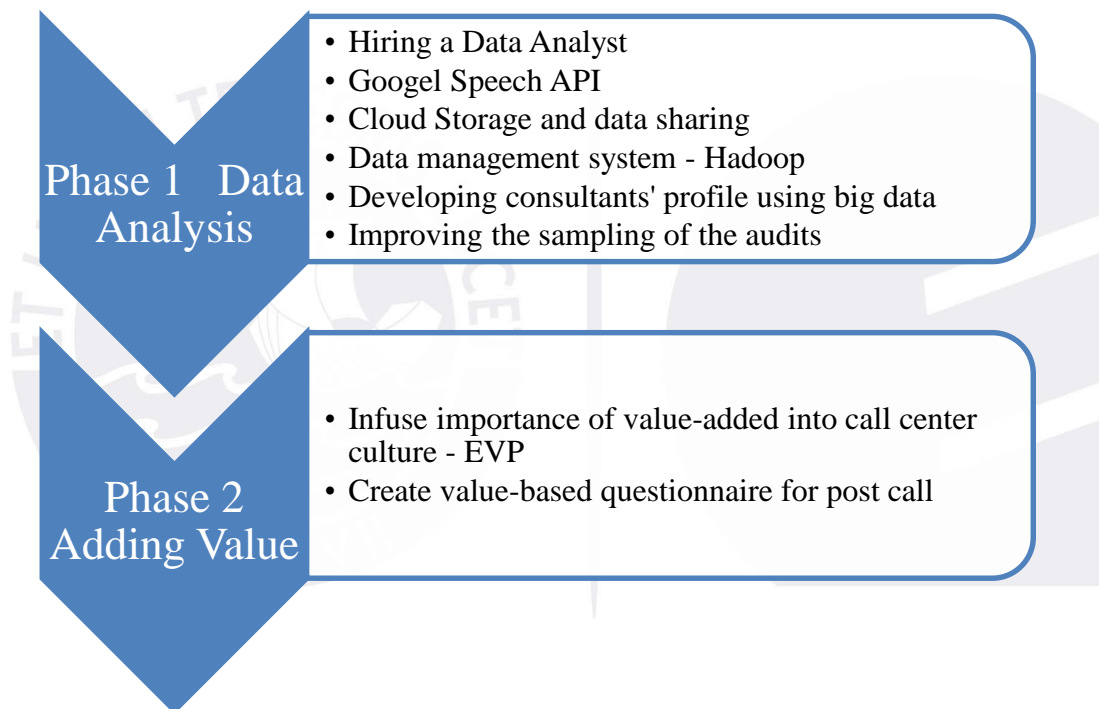 Phase 1 Data
Analysis
• Hiring a Data Analyst
• Googel Speech API
• Cloud Storage and data sharing
• Data management system - Hadoop
• Developing consultants' profile using big data
• Improving the sampling of the audits
Phase 2
Adding Value
• Infuse importance of value-added into call center
culture - EVP
• Create value-based questionnaire for post call